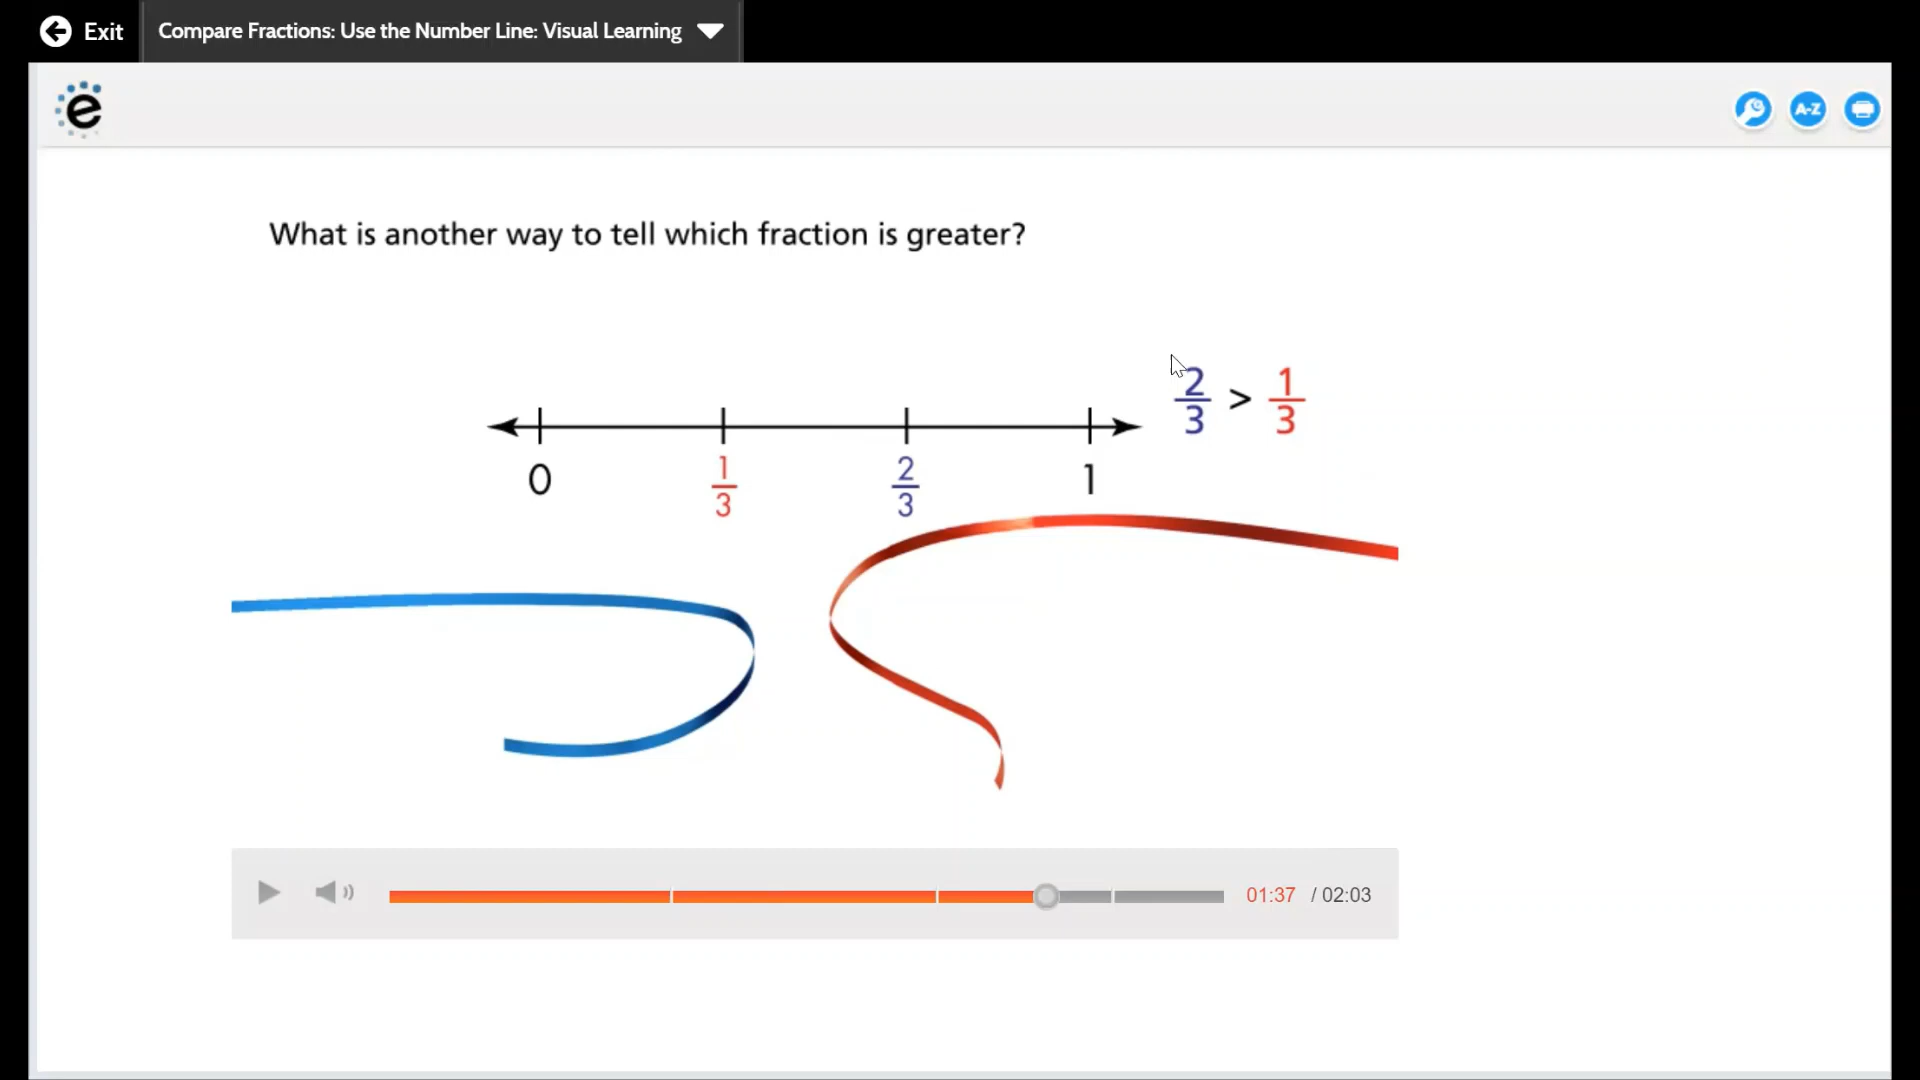 Exit
Compare Fractions: Use the Number Line: Visual Learning
e
A-Z
What is another way to tell which fraction is greater?
2/3 > 1/3
0 1/3 2/3 1
01:37 / 02:03